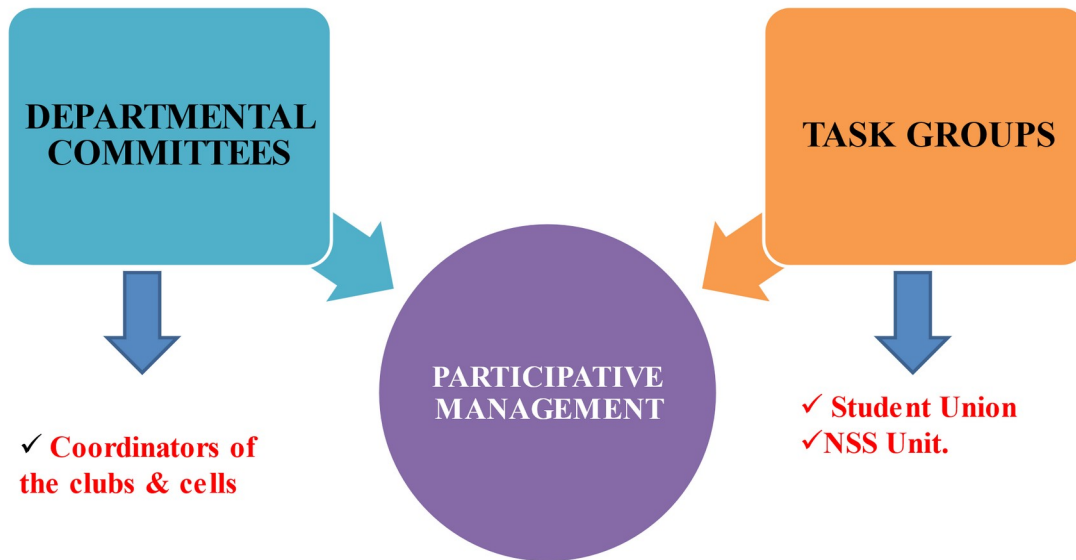 DEPARTMENTAL
COMMITTEES
TASK GROUPS
PARTICIPATIVE
MANAGEMENT
✓ Coordinators of
the clubs & cells
✓ Student Union
✓NSS Unit.